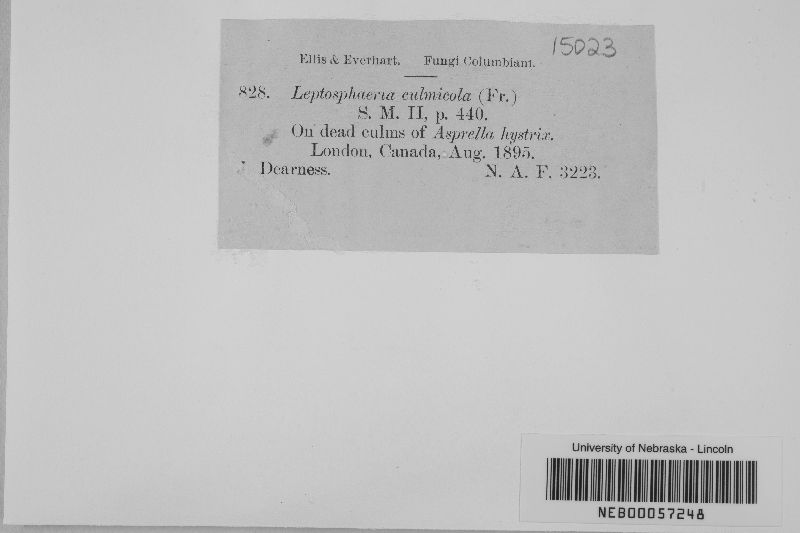 15023
Ellis & Everhart. Fungi Columbiani.
828. Leptosphaeria culmicola (Fr.)
S. M. II, p. 440.
On dead culms of Asprella hystrix.
London, Canada, Aug. 1895.
Dearness. N. A. F. 3223.
University of Nebraska - Lincoln
NEB00057248